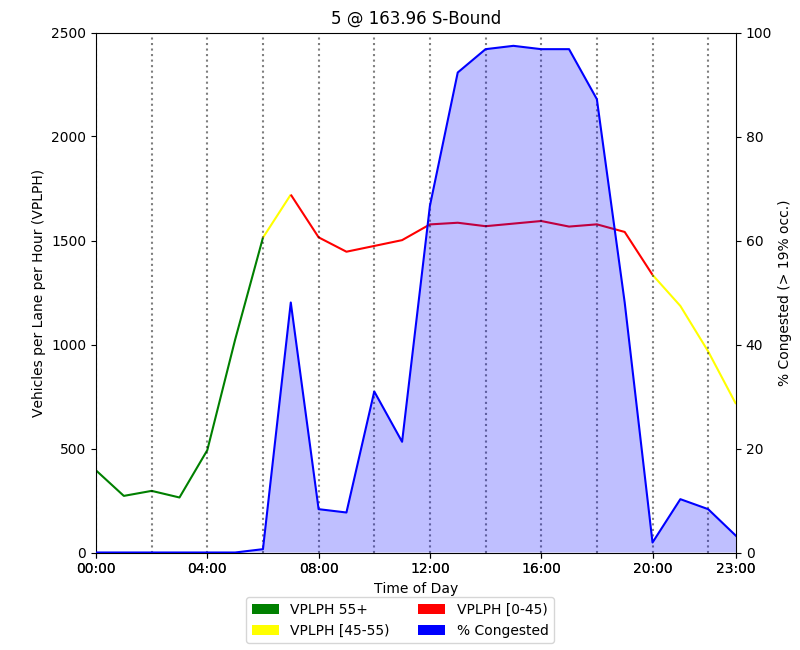 5 @ 163.96 S-Bound
2500
2000
1500
1000
500
0
Vehicles per Lane per Hour (VPLPH)
100
80
60
40
20
0
% Congested (> 19% occ.)
00:00 04:00 08:00 12:00 16:00 20:00 23:00
Time of Day
VPLPH 55+ VPLPH [0-45)
VPLPH [45-55) % Congested